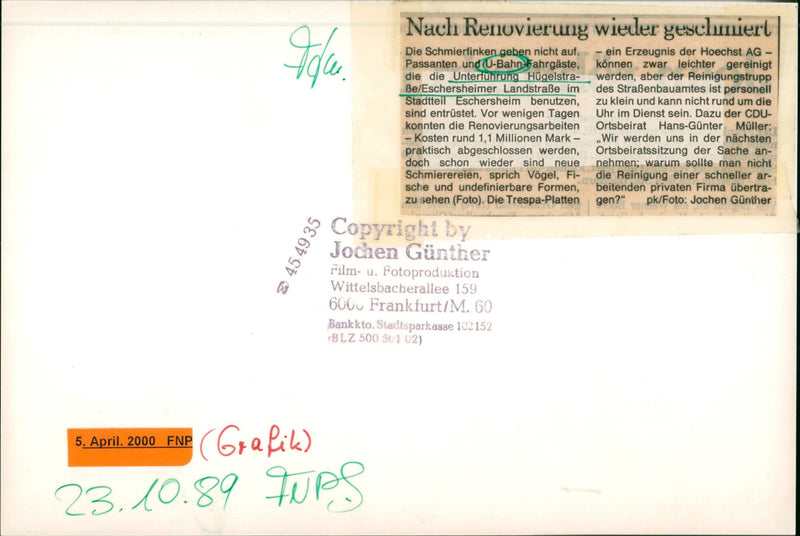 Nach Renovierung wieder geschmiert
Die Schmierfinken geben nicht auf.
Passanten und U-Bahn-Fahrgäste,
die die Unterführung Hügelstra-
ße/Eschersheimer Landstraße im
Stadtteil Eschersheim benutzen,
sind entrüstet. Vor wenigen Tagen
konnten die Renovierungsarbeiten
– Kosten rund 1,1 Millionen Mark –
praktisch abgeschlossen werden,
doch schon wieder sind neue
Schmierereien, sprich Vögel, Fi-
sche und undefinierbare Formen,
zu sehen (Foto). Die Trespa-Platten
– ein Erzeugnis der Hoechst AG –
können zwar leichter gereinigt
werden, aber der Reinigungstrupp
des Straßenbauamtes ist personell
zu klein und kann nicht rund um die
Uhr im Dienst sein. Dazu der CDU-
Ortsbeirat Hans-Günter Müller:
„Wir werden uns in der nächsten
Ortsbeiratssitzung der Sache an-
nehmen; warum sollte man nicht
die Reinigung einer schneller ar-
beitenden privaten Firma übertra-
gen?" pk/Foto: Jochen Günther
☎ 454935
Copyright by
Jochen Günther
Film- u. Fotoproduktion
Wittelsbacherallee 159
6000 Frankfurt/M. 60
Bankkto. Stadtsparkasse 102152
(BLZ 500 501 02)
5. April. 2000 FNP
(Grafik)
23.10.89